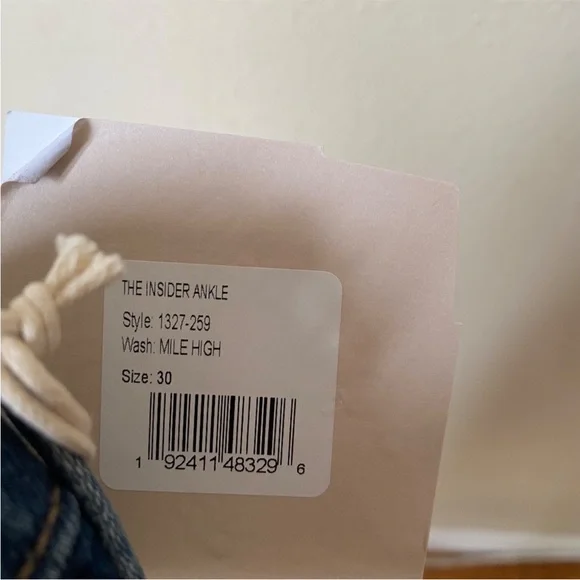 THE INSIDER ANKLE
Style: 1327-259
Wash: MILE HIGH
Size: 30
1 92411 48329 6